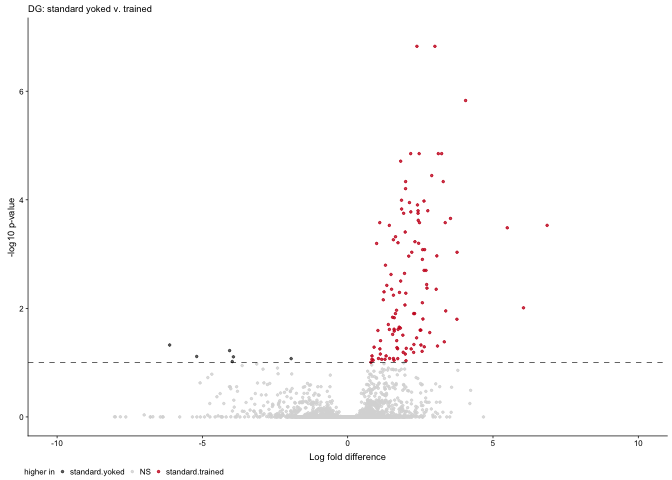 DG: standard yoked v. trained
-log10 p-value
6
4
2
0
-10
-5
0
5
10
Log fold difference
higher in standard.yoked NS standard.trained